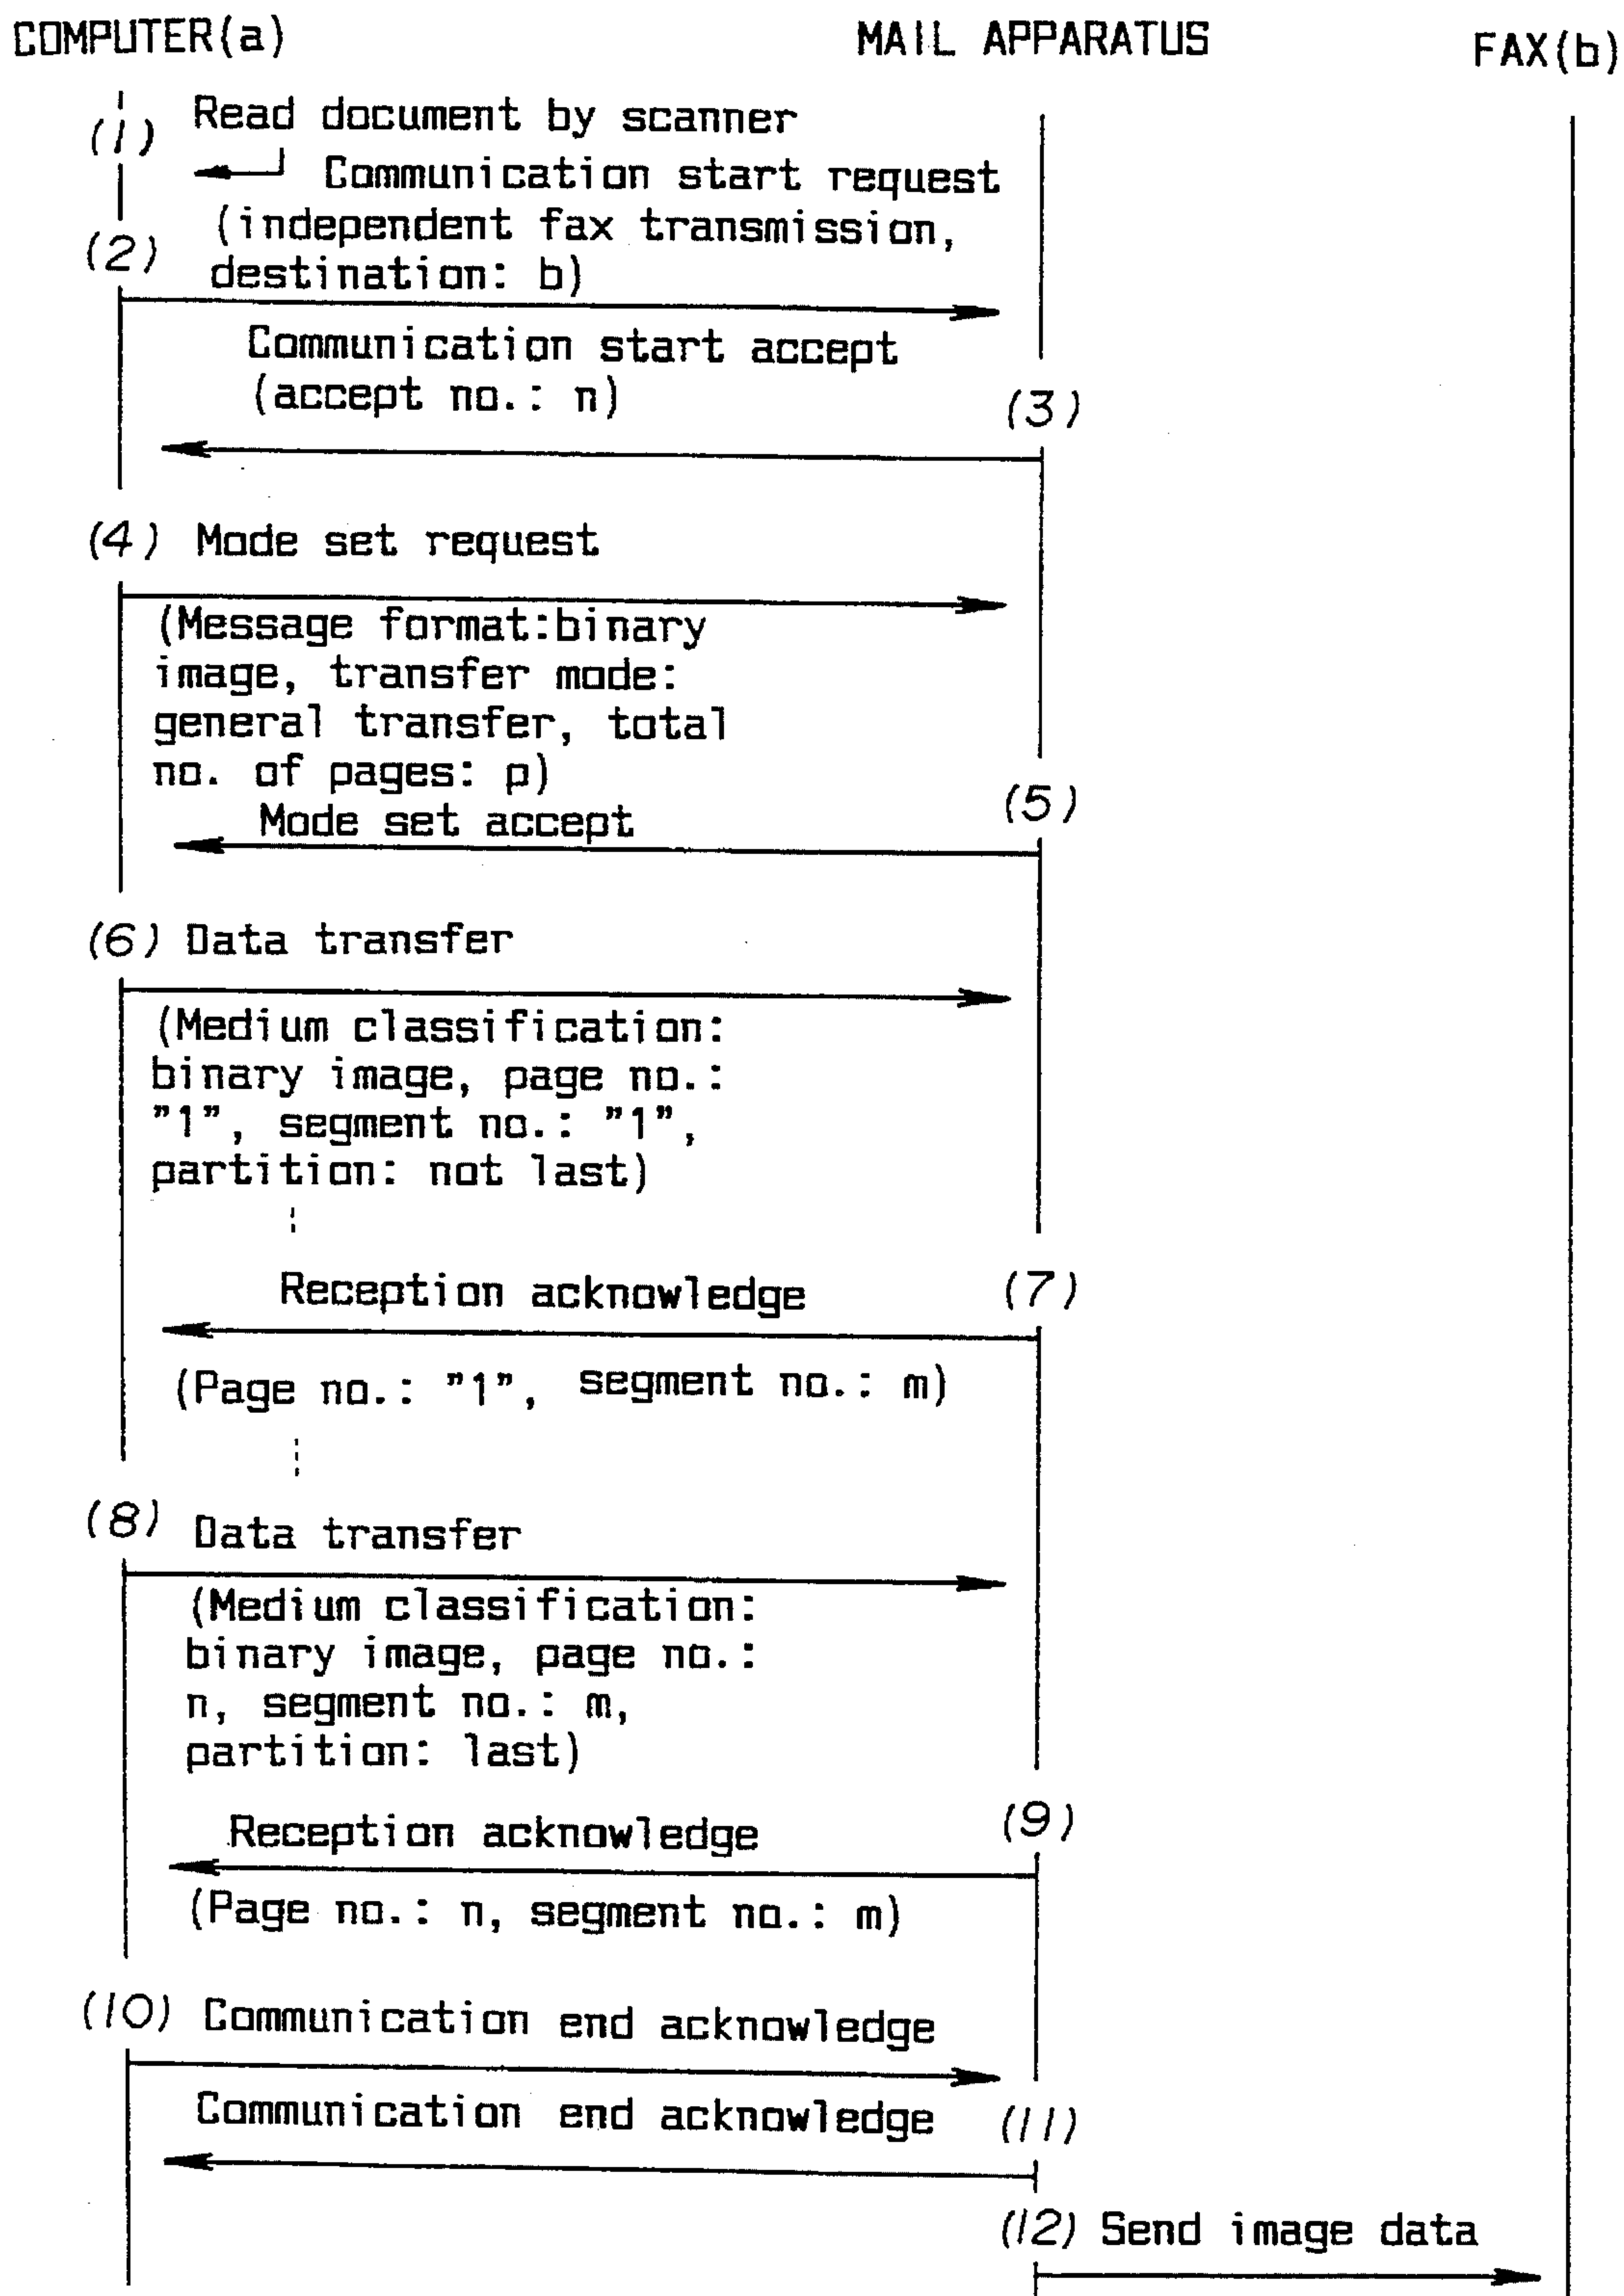 COMPUTER(a) MAIL APPARATUS FAX(b)
(1) Read document by scanner
Communication start request
(independent fax transmission,
(2) destination: b)
Communication start accept
(accept no.: n) (3)
(4) Mode set request
(Message format:binary
image, transfer mode:
general transfer, total
no. of pages: p)
(5)
Mode set accept
(6) Data transfer
(Medium classification:
binary image, page no.:
"1", segment no.: "1",
partition: not last)
Reception acknowledge (7)
(Page no.: "1", segment no.: m)
(8) Data transfer
(Medium classification:
binary image, page no.:
n, segment no.: m,
partition: last)
Reception acknowledge (9)
(Page no.: n, segment no.: m)
(10) Communication end acknowledge
Communication end acknowledge (11)
(12) Send image data